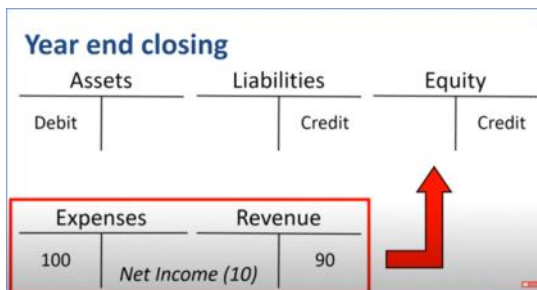 Year end closing
Assets Liabilities Equity
Debit Credit Credit
Expenses Revenue
100 Net Income (10) 90